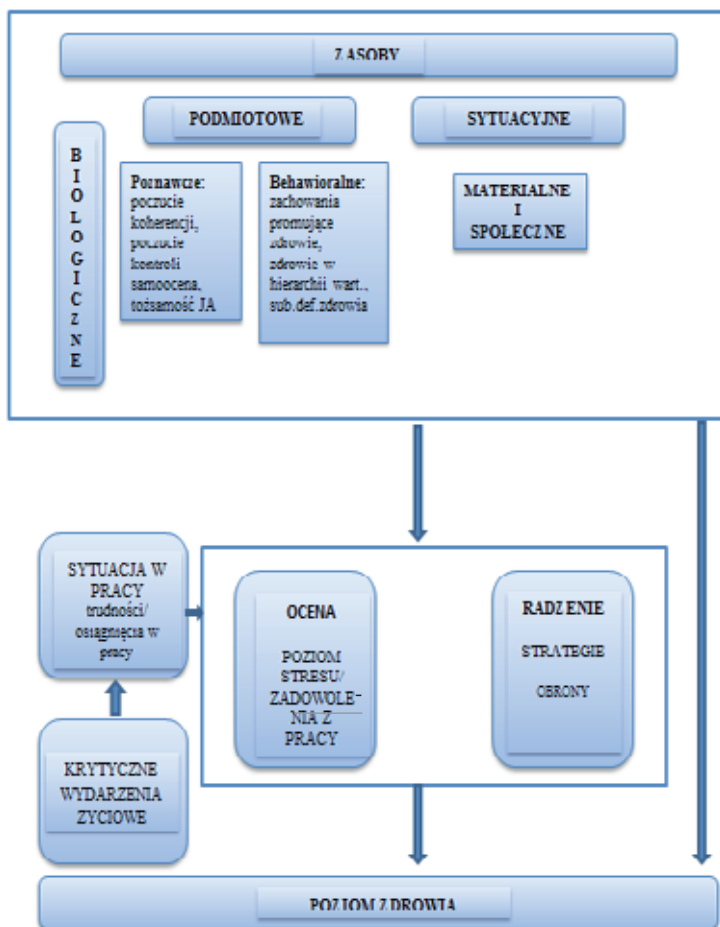 ZASOBY
PODMIOTOWE
SYTUACYJNE
B
I
O
L
O
G
I
C
Z
N
E
Poznawcze:
poczucie
koherencji,
poczucie
kontroli
samoocena,
tożsamość JA
Behawioralne:
zachowania
promujące
zdrowie,
zdrowie w
hierarchii wart.,
sub.def.zdrowia
MATERIALNE
I
SPOŁECZNE
SYTUACJA W
PRACY
trudności/
osiągnięcia w
pracy
OCENA
POZIOM
STRESU/
ZADOWOLE-
NIA Z
PRACY
RADZENIE
STRATEGIE
OBRONY
KRYTYCZNE
WYDARZENIA
ŻYCIOWE
POZIOM ZDROWIA